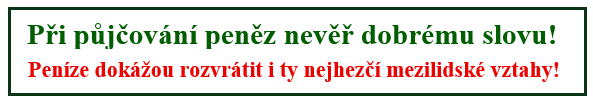 Při půjčování peněz nevěř dobrému slovu!
Peníze dokážou rozvrátit i ty nejhezčí mezilidské vztahy!